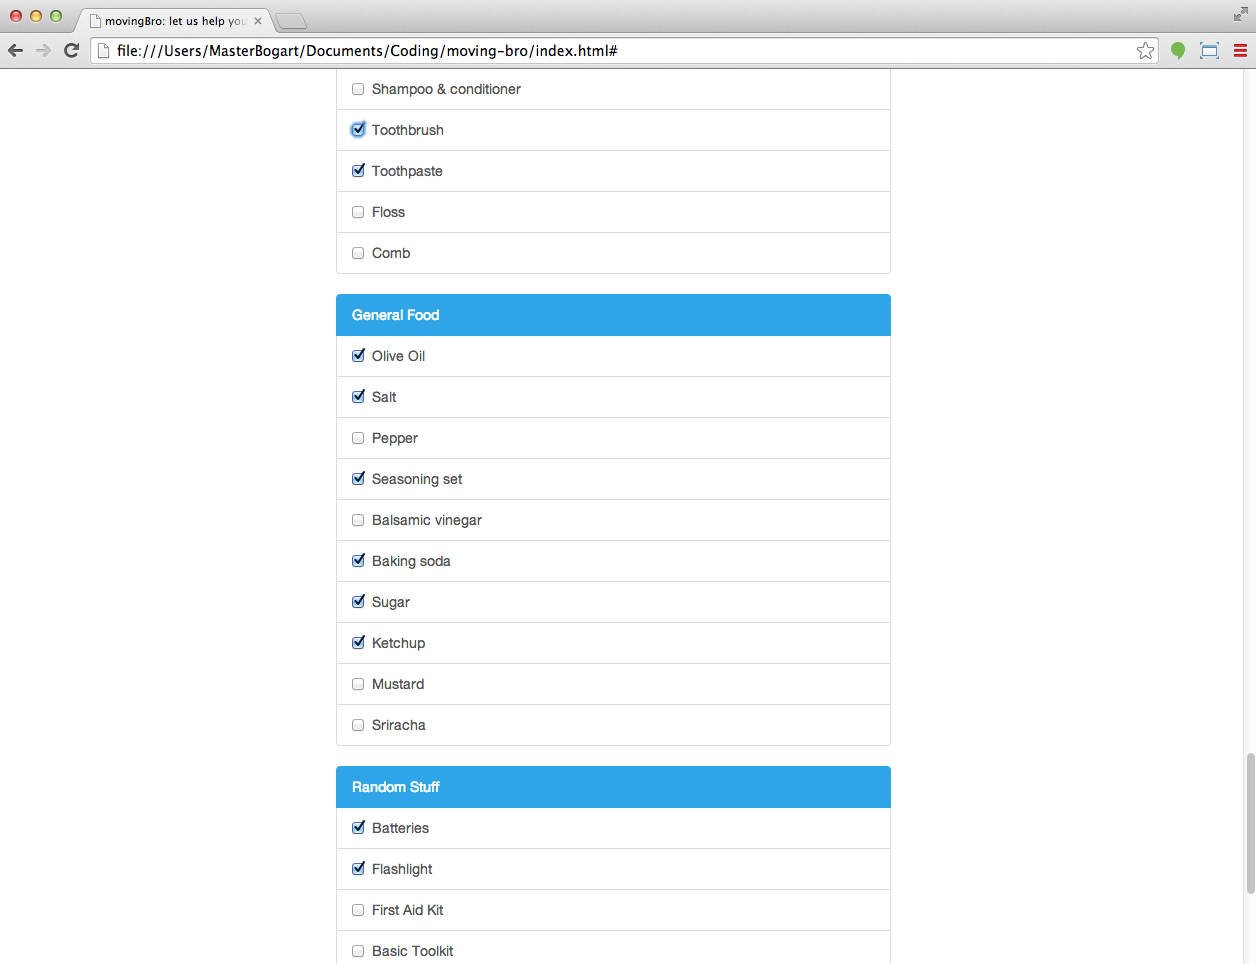 movingBro: let us help you
file:///Users/MasterBogart/Documents/Coding/moving-bro/index.html#
Shampoo & conditioner
Toothbrush
Toothpaste
Floss
Comb
General Food
Olive Oil
Salt
Pepper
Seasoning set
Balsamic vinegar
Baking soda
Sugar
Ketchup
Mustard
Sriracha
Random Stuff
Batteries
Flashlight
First Aid Kit
Basic Toolkit